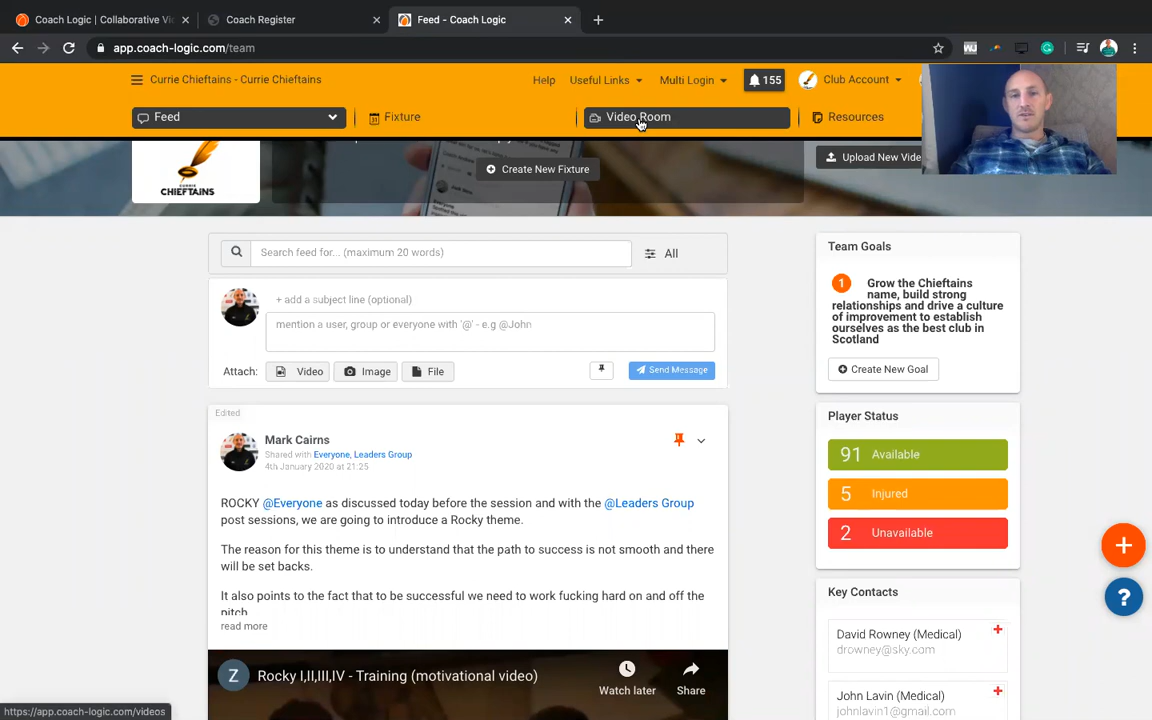 Coach Logic | Collaborative Vi
Coach Register
Feed - Coach Logic
app.coach-logic.com/team
Currie Chieftains - Currie Chieftains
Help
Useful Links
Multi Login
155
Club Account
Feed
Fixture
Video Room
Resources
CURRIE
CHIEFTAINS
Create New Fixture
Upload New Vide
Search feed for... (maximum 20 words)
All
+ add a subject line (optional)
mention a user, group or everyone with '@' - e.g @John
Attach:
Video
Image
File
Send Message
Edited
Mark Cairns
Shared with Everyone, Leaders Group
4th January 2020 at 21:25
ROCKY @Everyone as discussed today before the session and with the @Leaders Group
post sessions, we are going to introduce a Rocky theme.
The reason for this theme is to understand that the path to success is not smooth and there
will be set backs.
It also points to the fact that to be successful we need to work fucking hard on and off the
pitch
read more
Z
Rocky I,II,III,IV - Training (motivational video)
Watch later
Share
Team Goals
1
Grow the Chieftains
name, build strong
relationships and drive a culture
of improvement to establish
ourselves as the best club in
Scotland
Create New Goal
Player Status
91 Available
5 Injured
2 Unavailable
Key Contacts
David Rowney (Medical)
drowney@sky.com
John Lavin (Medical)
johnlavin1@gmail.com
https://app.coach-logic.com/videos